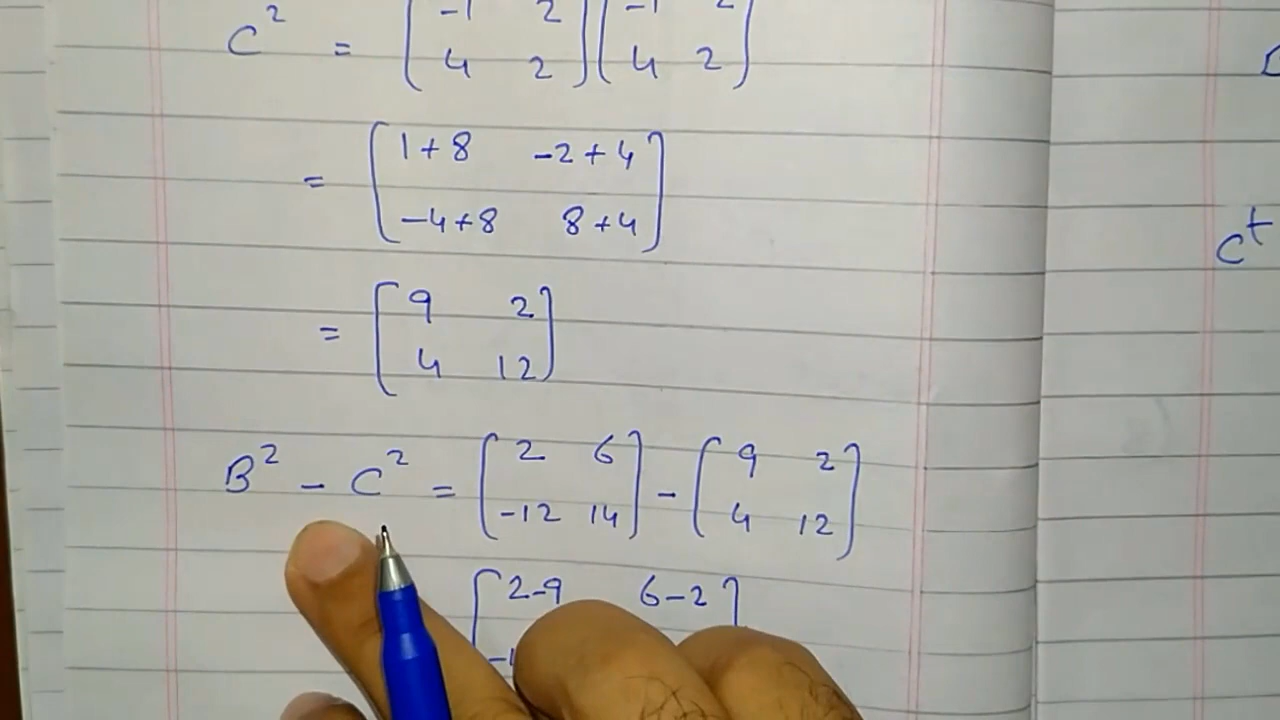 C² = [-1 2] [-1 2]
[4 2] [4 2]
= [1+8 -2+4]
[-4+8 8+4]
= [9 2]
[4 12]
B² - C² = [2 6] - [9 2]
[-12 14] [4 12]
[2-9 6-2]
Cᵗ